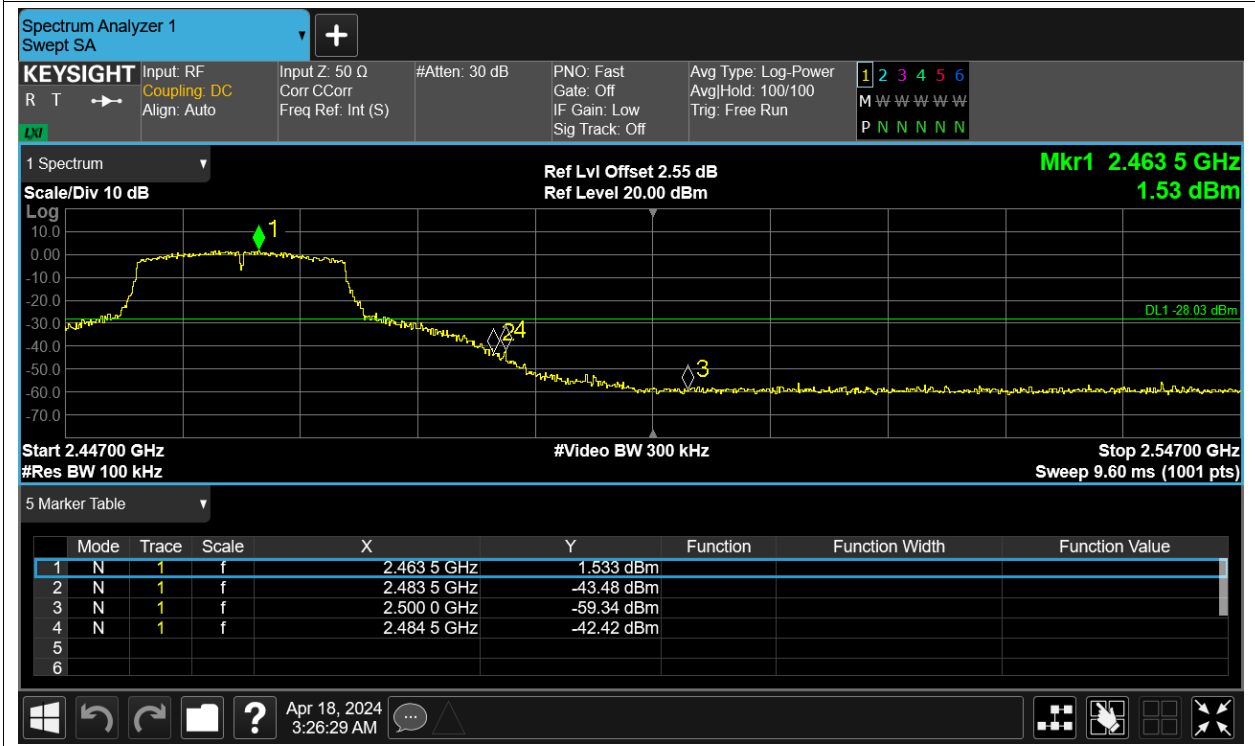 Spectrum Analyzer 1
Swept SA
KEYSIGHT
R T
LXI
Input: RF
Coupling: DC
Align: Auto
Input Z: 50 Ω
Corr CCorr
Freq Ref: Int (S)
#Atten: 30 dB
PNO: Fast
Gate: Off
IF Gain: Low
Sig Track: Off
Avg Type: Log-Power
Avg|Hold: 100/100
Trig: Free Run
1 2 3 4 5 6
M W W W W W
P N N N N N
1 Spectrum
Scale/Div 10 dB
Ref Lvl Offset 2.55 dB
Ref Level 20.00 dBm
Mkr1 2.463 5 GHz
1.53 dBm
Log
10.0
0.00
-10.0
-20.0
-30.0
-40.0
-50.0
-60.0
-70.0
1
24
3
DL1 -28.03 dBm
Start 2.44700 GHz
#Video BW 300 kHz
Stop 2.54700 GHz
#Res BW 100 kHz
Sweep 9.60 ms (1001 pts)
5 Marker Table
Mode Trace Scale X Y Function Function Width Function Value
1 N 1 f 2.463 5 GHz 1.533 dBm
2 N 1 f 2.483 5 GHz -43.48 dBm
3 N 1 f 2.500 0 GHz -59.34 dBm
4 N 1 f 2.484 5 GHz -42.42 dBm
5
6
?
Apr 18, 2024
3:26:29 AM